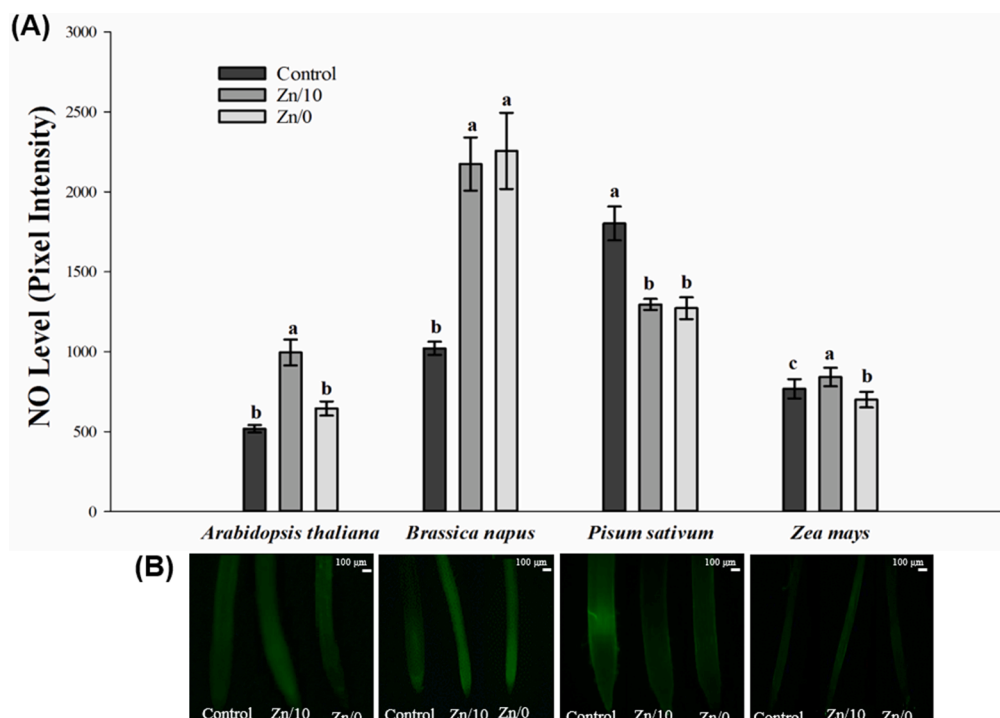 (A)
3000
2500
2000
1500
1000
500
0
NO Level (Pixel Intensity)
Control
Zn/10
Zn/0
b
a
b
b
a
a
a
b
b
c
a
b
Arabidopsis thaliana Brassica napus Pisum sativum Zea mays
(B)
100 µm 100 µm 100 µm 100 µm
Control Zn/10 Zn/0 Control Zn/10 Zn/0 Control Zn/10 Zn/0 Control Zn/10 Zn/0